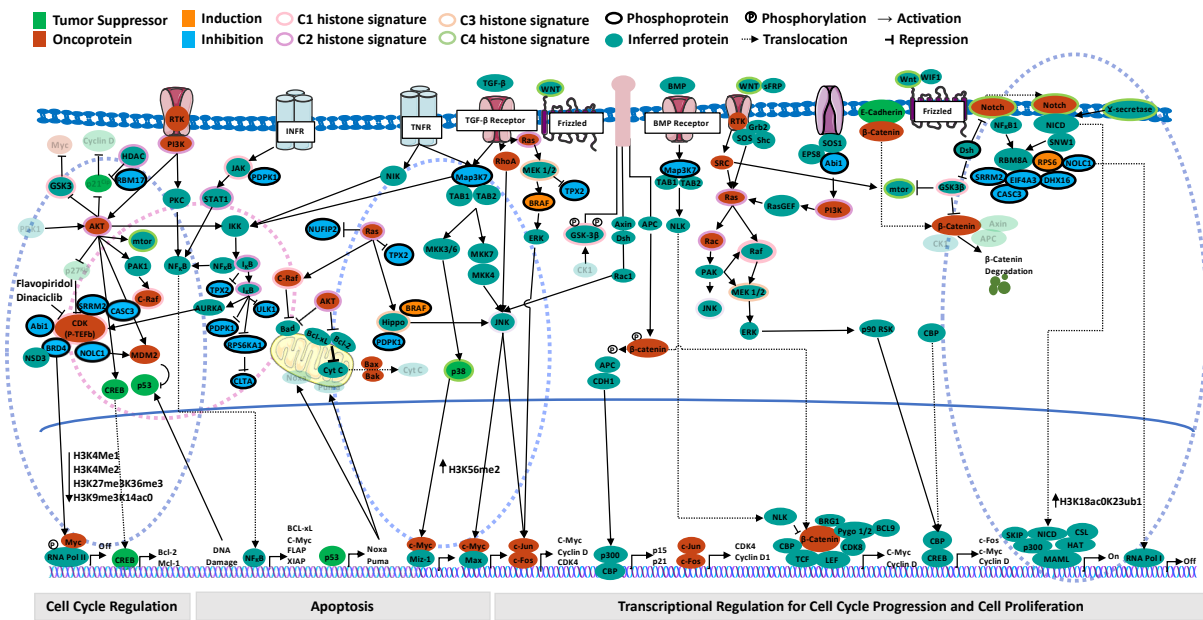 Tumor Suppressor
Oncoprotein
Induction
Inhibition
C1 histone signature
C2 histone signature
C3 histone signature
C4 histone signature
Phosphoprotein
Inferred protein
P Phosphorylation
Translocation
Activation
Repression
TGF-β
WNT
BMP
WNT
sFRP
Wnt
WIF1
RTK
PI3K
INFR
TNFR
TGF-β Receptor
Frizzled
BMP Receptor
RTK
Grb2
SOS
Shc
SOS1
EPS8
Abi1
E-Cadherin
β-Catenin
Frizzled
Notch
NFκB1
Notch
NICD
SNW1
X-secretase
Myc
Cyclin D
HDAC
RBM17
GSK3
PKC
JAK
PDPK1
STAT1
NIK
Map3K7
TAB1
TAB2
RhoA
Ras
MEK 1/2
TPX2
BRAF
ERK
Map3K7
TAB1
TAB2
NLK
SRC
Ras
RasGEF
PI3K
mtor
GSK3β
Dsh
RBM8A
RPS6
NOLC1
SRRM2
EIF4A3
DHX16
CASC3
AKT
mtor
PAK1
C-Raf
IKK
NFκB
IκB
NFκB
TPX2
IκB
AURKA
ULK1
PDPK1
RPS6KA1
CLTA
NUFIP2
Ras
TPX2
C-Raf
AKT
Hippo
BRAF
PDPK1
MKK3/6
MKK7
MKK4
JNK
P
P
GSK-3β
CK1
Axin
Dsh
APC
Rac1
Rac
Raf
PAK
MEK 1/2
JNK
ERK
p90 RSK
β-Catenin
CK1
Axin
APC
β-Catenin
Degradation
CBP
p27
Flavopiridol
Dinaciclib
SRRM2
CASC3
CDK
(P-TEFb)
Abi1
BRD4
NSD3
NOLC1
MDM2
CREB
p53
Bad
Bcl-xL
Bcl-2
Cyt C
Noxa
Puma
Bax
Bak
Cyt C
p38
P
β-catenin
P
APC
CDH1
H3K4Me1
H3K4Me2
H3K27me3K36me3
H3K9me3K14ac0
H3K56me2
H3K18ac0K23ub1
P
Myc
RNA Pol II
Off
CREB
Bcl-2
Mcl-1
DNA
Damage
NFκB
BCL-xL
C-Myc
FLAP
XIAP
p53
Noxa
Puma
c-Myc
Miz-1
c-Myc
Max
c-Jun
c-Fos
C-Myc
Cyclin D
CDK4
p300
CBP
p15
p21
c-Jun
c-Fos
CDK4
Cyclin D1
NLK
BRG1
β-Catenin
Pygo 1/2
BCL9
CBP
CDK8
TCF
LEF
C-Myc
Cyclin D
CBP
CREB
c-Fos
c-Myc
Cyclin D
SKIP
NICD
CSL
p300
HAT
MAML
On
RNA Pol I
Off
Cell Cycle Regulation
Apoptosis
Transcriptional Regulation for Cell Cycle Progression and Cell Proliferation